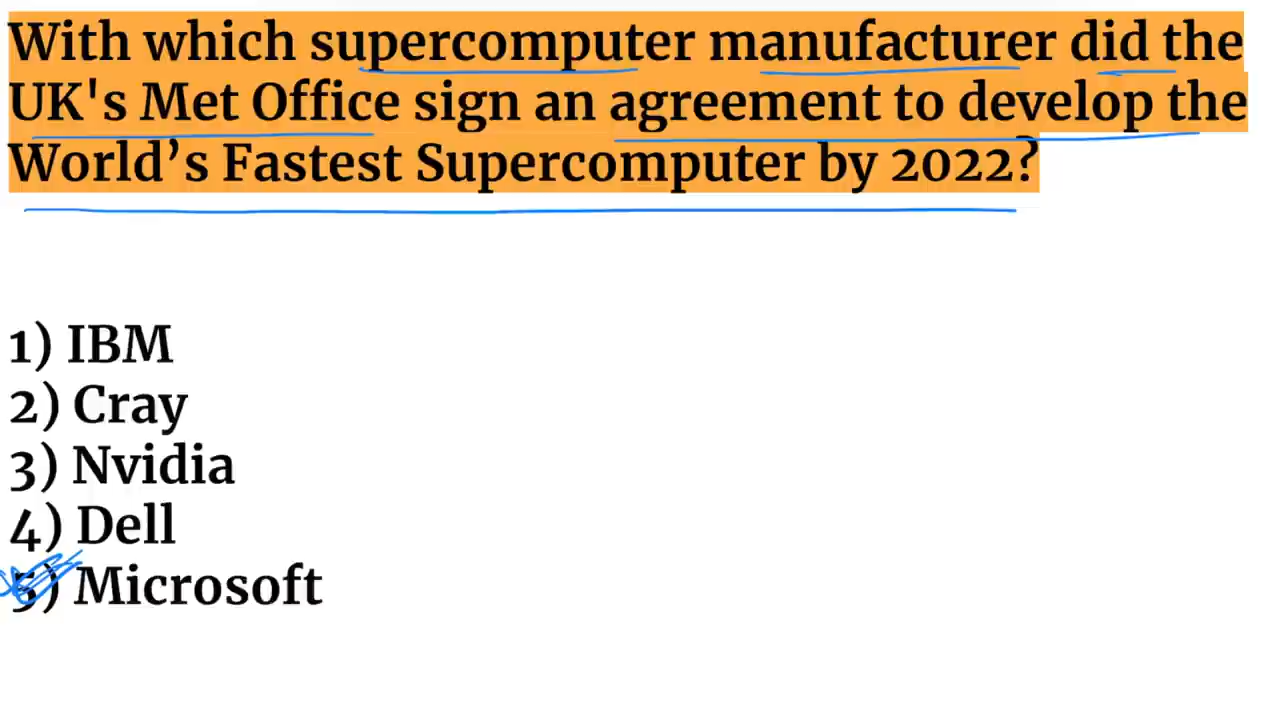 With which supercomputer manufacturer did the
UK's Met Office sign an agreement to develop the
World’s Fastest Supercomputer by 2022?
1) IBM
2) Cray
3) Nvidia
4) Dell
5) Microsoft